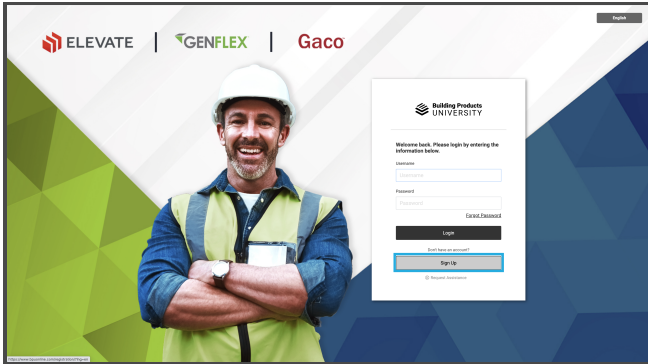 English
ELEVATE
GENFLEX
Gaco
Building Products
UNIVERSITY
Welcome back. Please login by entering the
information below.
Username
Username
Password
Password
Forgot Password
Login
Don't have an account?
Sign Up
Request Assistance